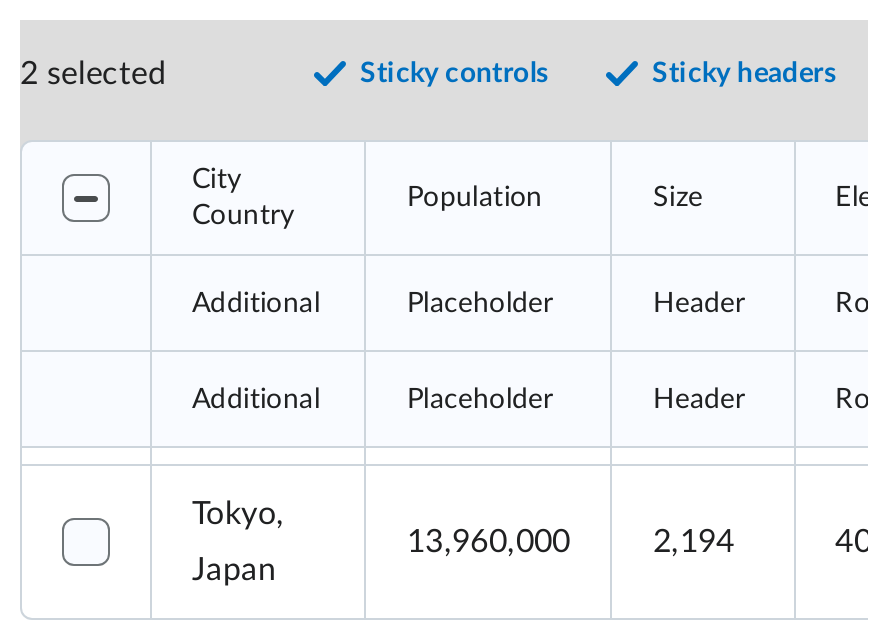 2 selected
Sticky controls
Sticky headers
City
Country
Population
Size
Additional
Placeholder
Header
Additional
Placeholder
Header
Tokyo,
Japan
13,960,000
2,194